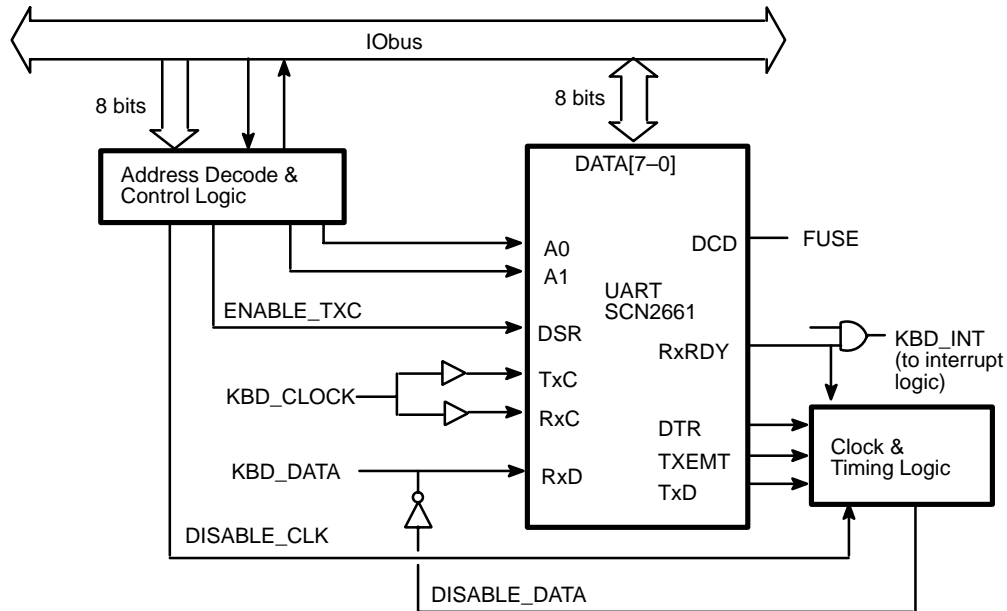 IObus
8 bits
8 bits
Address Decode &
Control Logic
DATA[7–0]
A0
A1
DCD
FUSE
UART
SCN2661
ENABLE_TXC
DSR
RxRDY
KBD_INT
(to interrupt
logic)
KBD_CLOCK
TxC
RxC
DTR
TXEMT
TxD
Clock &
Timing Logic
KBD_DATA
RxD
DISABLE_CLK
DISABLE_DATA